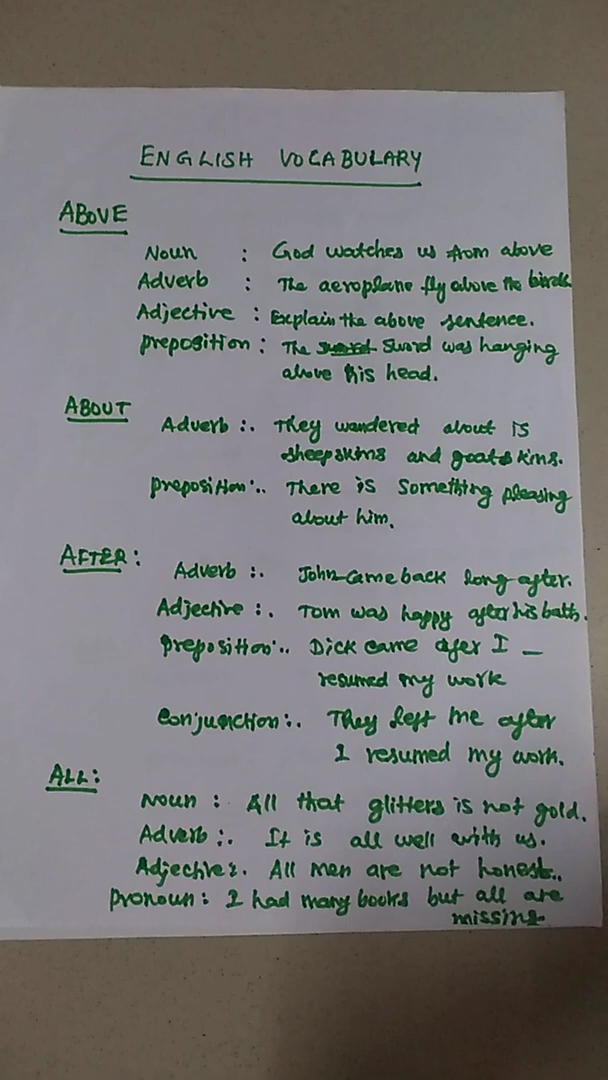 ENGLISH VOCABULARY
ABOVE
Noun : God watches us from above
Adverb : The aeroplane fly above the birds
Adjective : Explain the above sentence.
Preposition : The Sword was hanging
above his head.
ABOUT
Adverb :. They wandered about is
sheepskins and goatskins.
Preposition :. There is something pleasing
about him.
AFTER :
Adverb :. John came back long after.
Adjective :. Tom was happy after his bath.
Preposition :. Dick came afer I —
resumed my work
Conjunction :. They left me after
I resumed my work.
ALL :
Noun : All that glitters is not gold.
Adverb :. It is all well with us.
Adjective :. All men are not honest..
Pronoun : I had many books but all are
missing.